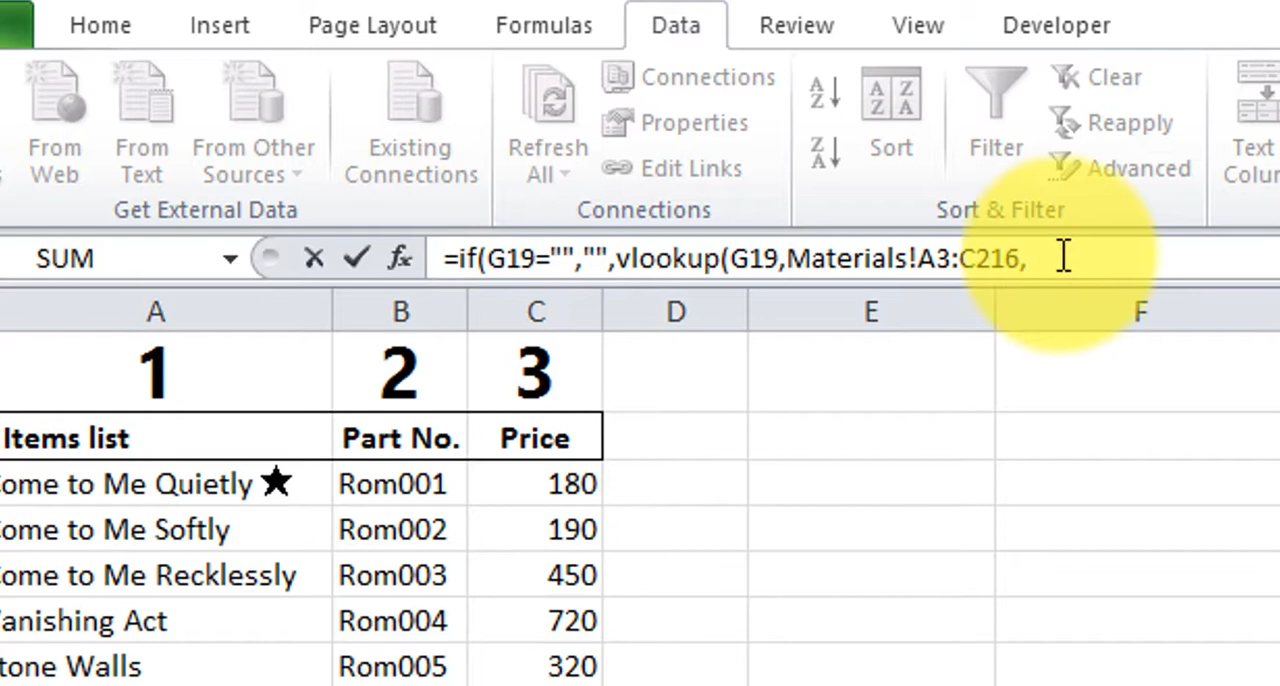 Home Insert Page Layout Formulas Data Review View Developer
Connections Clear
Properties Reapply
From Web From Text From Other Sources Existing Connections Refresh All Edit Links Sort Filter Advanced Text
Get External Data Connections Sort & Filter
SUM fx =if(G19="","",vlookup(G19,Materials!A3:C216,
A B C D E F
1 2 3
Items list Part No. Price
ome to Me Quietly Rom001 180
ome to Me Softly Rom002 190
ome to Me Recklessly Rom003 450
anishing Act Rom004 720
tone Walls Rom005 320